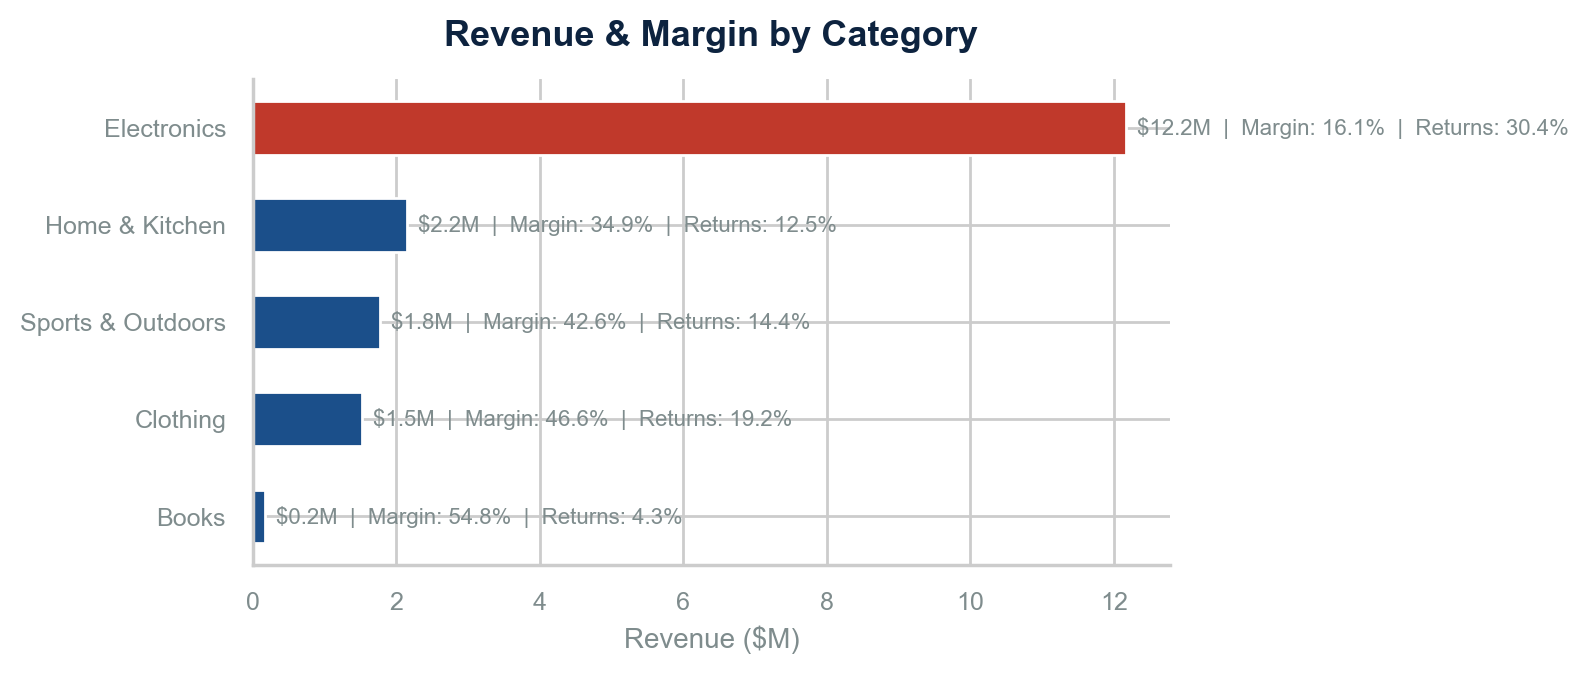 Revenue & Margin by Category
Electronics $12.2M | Margin: 16.1% | Returns: 30.4%
Home & Kitchen $2.2M | Margin: 34.9% | Returns: 12.5%
Sports & Outdoors $1.8M | Margin: 42.6% | Returns: 14.4%
Clothing $1.5M | Margin: 46.6% | Returns: 19.2%
Books $0.2M | Margin: 54.8% | Returns: 4.3%
0 2 4 6 8 10 12
Revenue ($M)